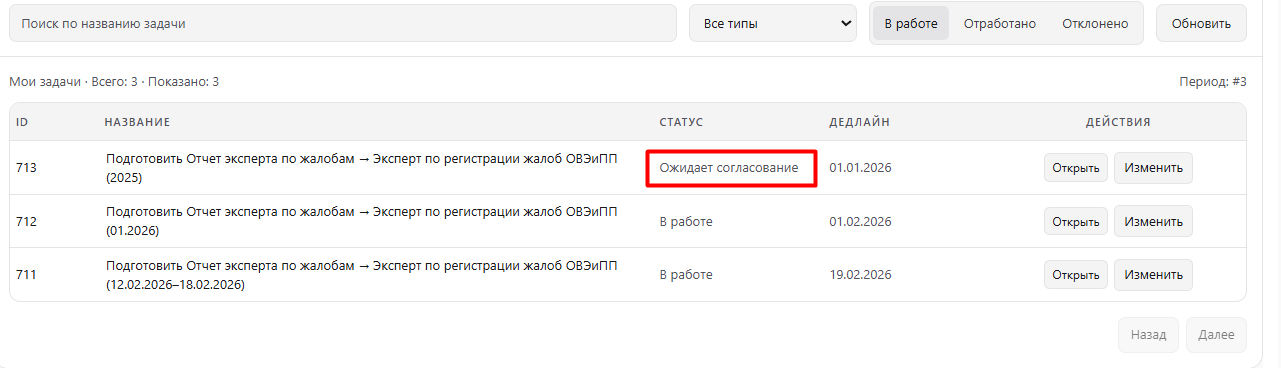 Поиск по названию задачи Все типы В работе Отработано Отклонено Обновить
Мои задачи · Всего: 3 · Показано: 3 Период: #3
ID НАЗВАНИЕ СТАТУС ДЕДЛАЙН ДЕЙСТВИЯ
713 Подготовить Отчет эксперта по жалобам → Эксперт по регистрации жалоб ОВЭиПП Ожидает согласование 01.01.2026 Открыть Изменить
(2025)
712 Подготовить Отчет эксперта по жалобам → Эксперт по регистрации жалоб ОВЭиПП В работе 01.02.2026 Открыть Изменить
(01.2026)
711 Подготовить Отчет эксперта по жалобам → Эксперт по регистрации жалоб ОВЭиПП В работе 19.02.2026 Открыть Изменить
(12.02.2026–18.02.2026)
Назад Далее